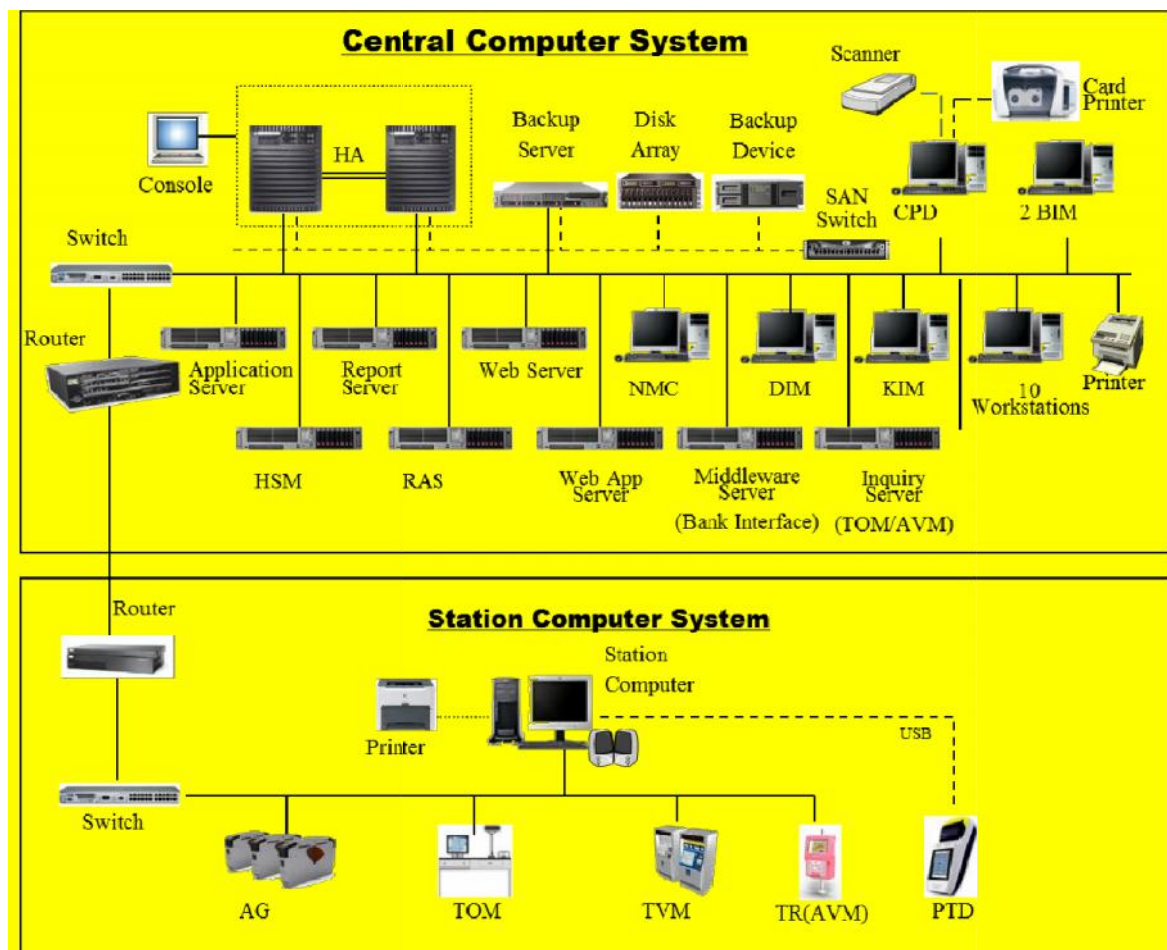 Central Computer System
Scanner
Card
Printer
Console
HA
Backup
Server
Disk
Array
Backup
Device
SAN
Switch
CPD
2 BIM
Switch
Router
Application
Server
Report
Server
Web Server
NMC
DIM
KIM
10
Workstations
Printer
HSM
RAS
Web App
Server
Middleware
Server
(Bank Interface)
Inquiry
Server
(TOM/AVM)
Router
Station Computer System
Station
Computer
Printer
USB
Switch
AG
TOM
TVM
TR(AVM)
PTD